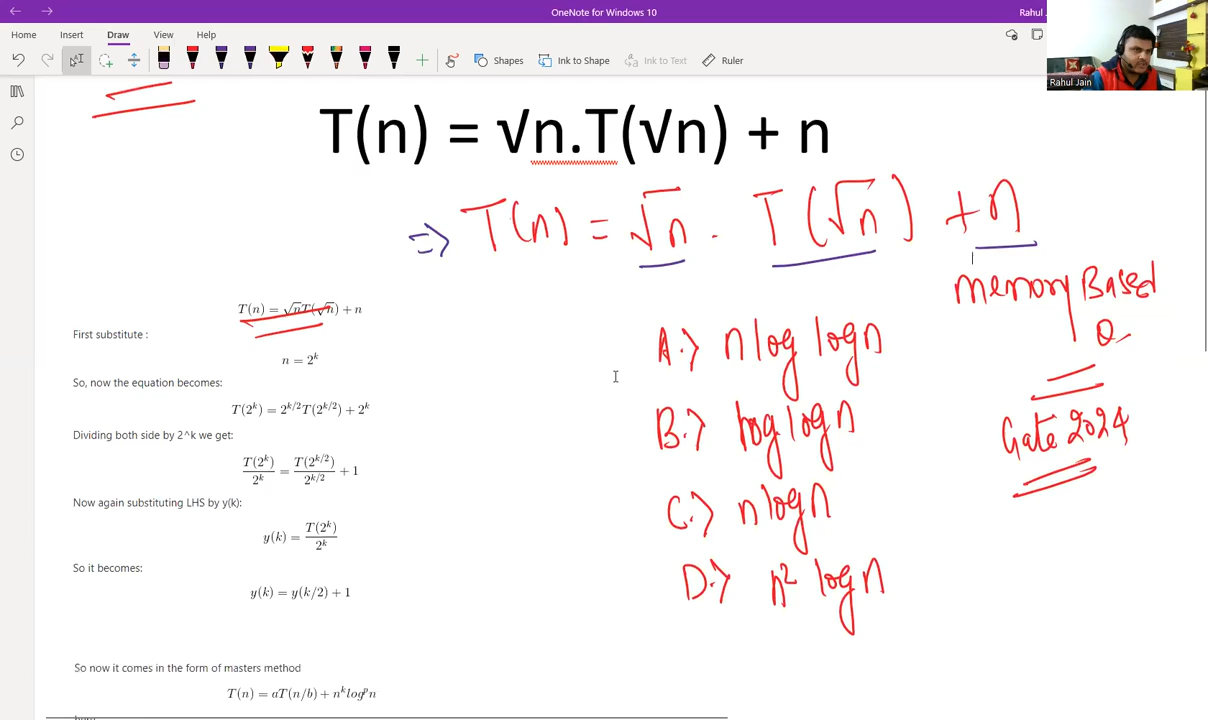 OneNote for Windows 10
Rahul J
Home Insert Draw View Help
Shapes Ink to Shape Ink to Text Ruler
Rahul Jain
T(n) = √n.T(√n) + n
=> T(n) = √n . T(√n) + n
Memory Based
Q
Gate 2024
A.) n log log n
B.) log log n
C.) n log n
D.) n² log n
T(n) = √nT(√n) + n
First substitute :
n = 2^k
So, now the equation becomes:
T(2^k) = 2^{k/2}T(2^{k/2}) + 2^k
Dividing both side by 2^k we get:
T(2^k)/2^k = T(2^{k/2})/2^{k/2} + 1
Now again substituting LHS by y(k):
y(k) = T(2^k)/2^k
So it becomes:
y(k) = y(k/2) + 1
So now it comes in the form of masters method
T(n) = aT(n/b) + n^k log^p n